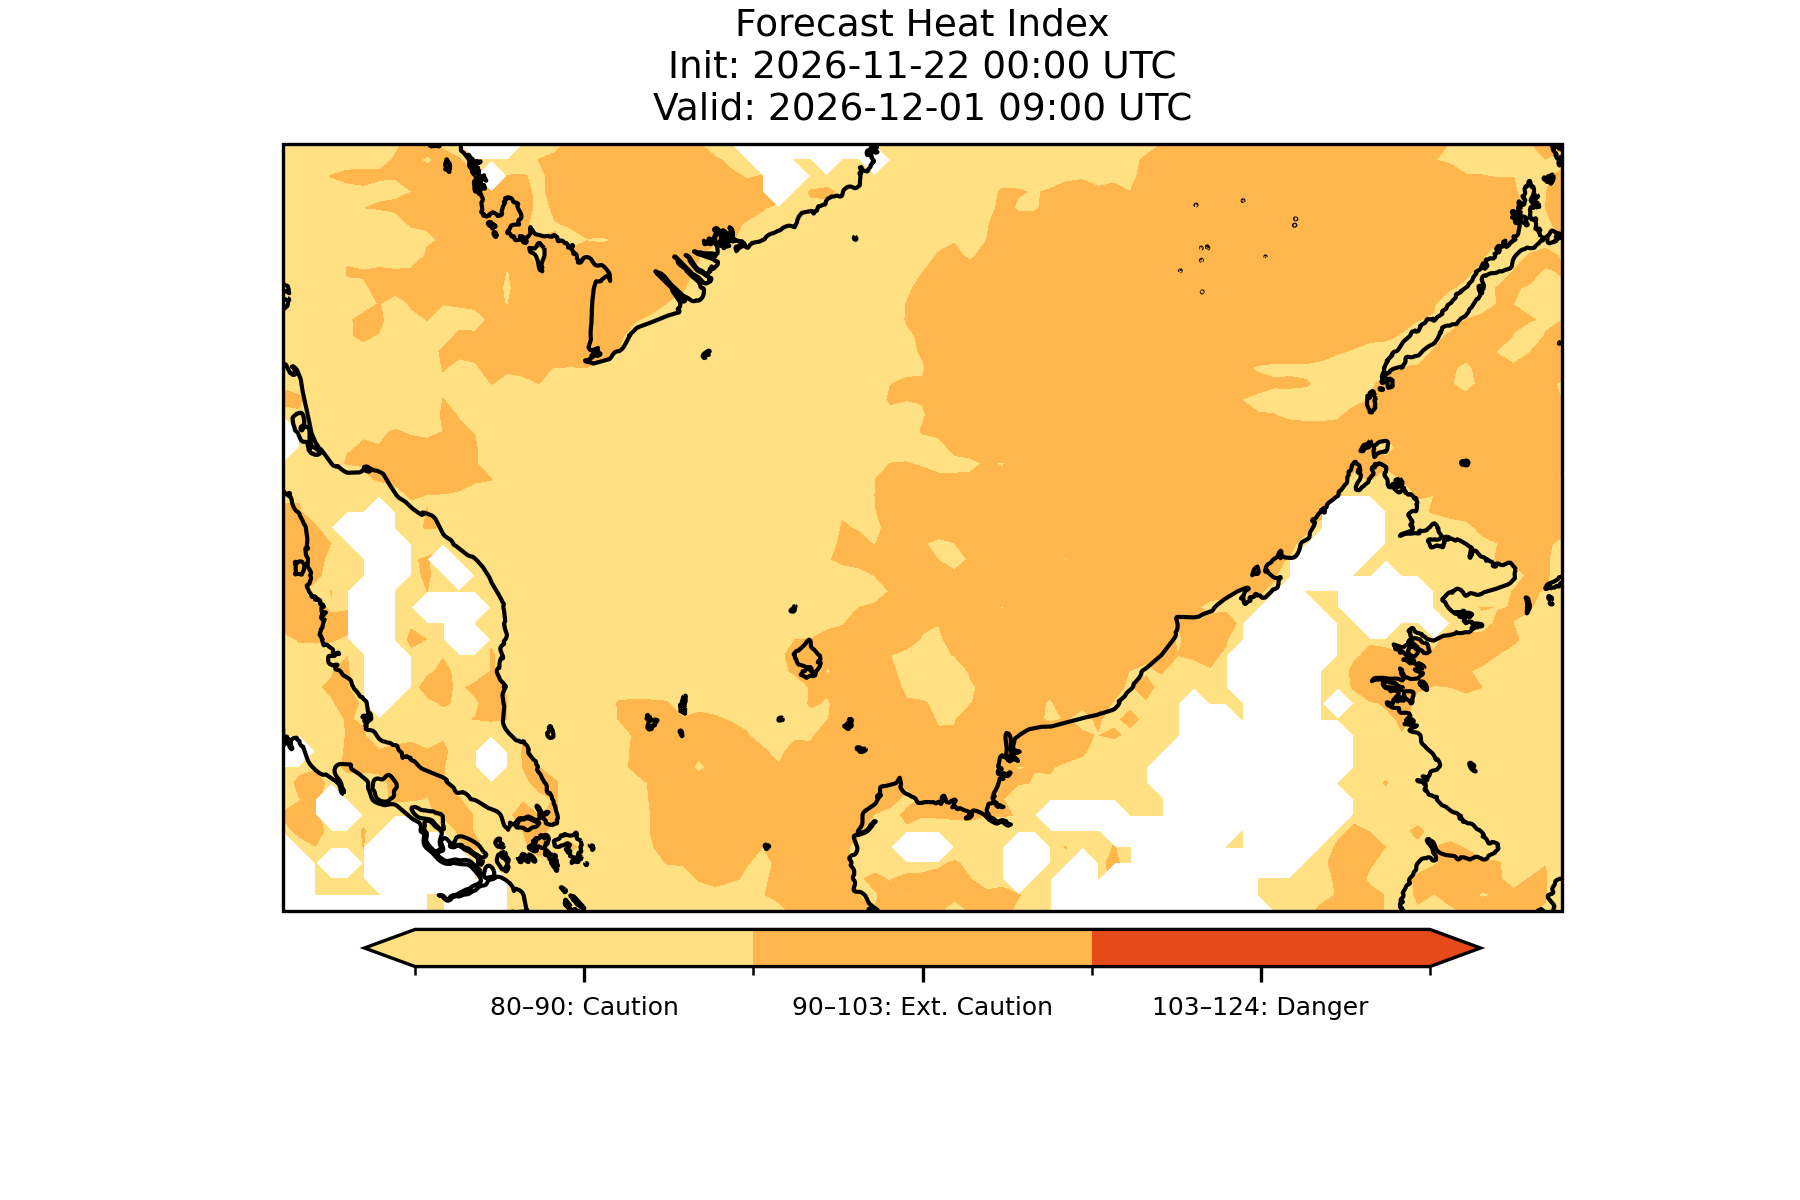 Forecast Heat Index
Init: 2026-11-22 00:00 UTC
Valid: 2026-12-01 09:00 UTC
80–90: Caution
90–103: Ext. Caution
103–124: Danger